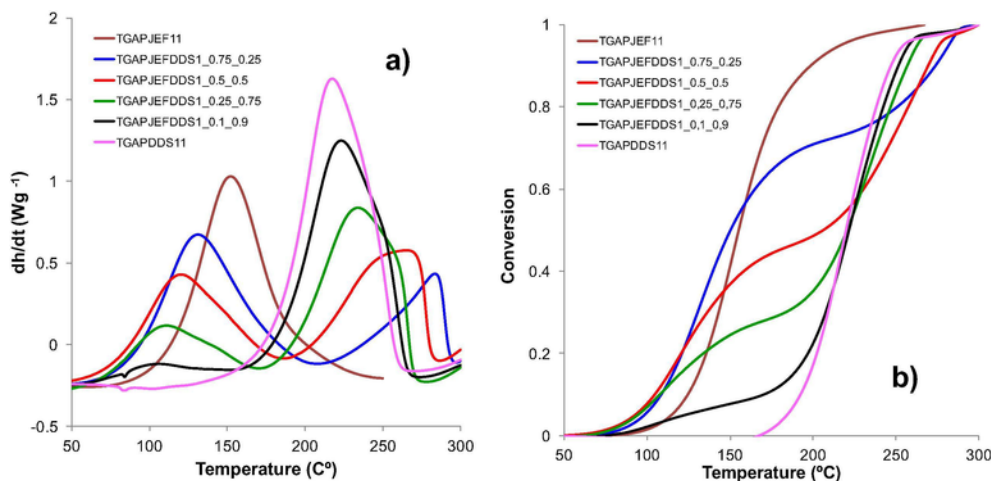 2
1.5
1
0.5
0
-0.5
dh/dt (Wg ⁻¹)
TGAPJEF11
TGAPJEFDDS1_0.75_0.25
TGAPJEFDDS1_0.5_0.5
TGAPJEFDDS1_0.25_0.75
TGAPJEFDDS1_0.1_0.9
TGAPDDS11
a)
50 100 150 200 250 300
Temperature (Cº)
1
0.8
0.6
0.4
0.2
0
Conversion
TGAPJEF11
TGAPJEFDDS1_0.75_0.25
TGAPJEFDDS1_0.5_0.5
TGAPJEFDDS1_0.25_0.75
TGAPJEFDDS1_0,1_0,9
TGAPDDS11
b)
50 100 150 200 250 300
Temperature (ºC)